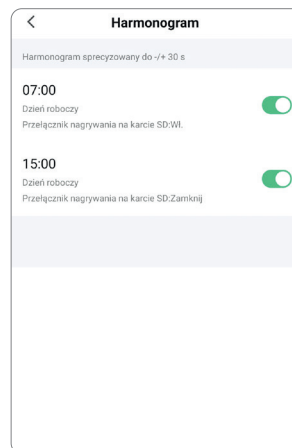 Harmonogram
Harmonogram sprecyzowany do -/+ 30 s
07:00
Dzień roboczy
Przełącznik nagrywania na karcie SD:Wł.
15:00
Dzień roboczy
Przełącznik nagrywania na karcie SD:Zamknij